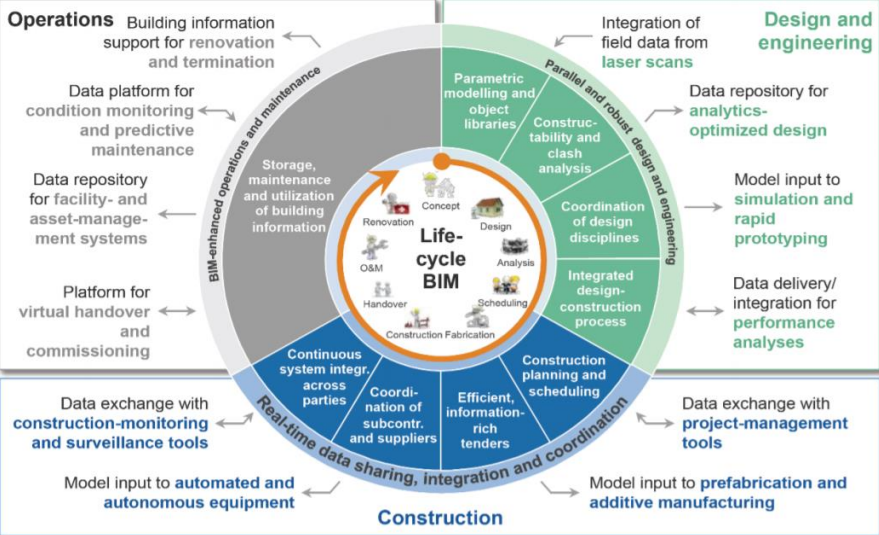 Operations
Building information
support for renovation
and termination
Data platform for
condition monitoring
and predictive
maintenance
Data repository
for facility- and
asset-manage-
ment systems
Platform for
virtual handover
and
commissioning
BIM-enhanced operations and maintenance
Storage,
maintenance
and utilization
of building
information
Design and
engineering
Integration of
field data from
laser scans
Data repository for
analytics-
optimized design
Model input to
simulation and
rapid
prototyping
Data delivery/
integration for
performance
analyses
Parallel and robust design and engineering
Parametric
modelling and
object
libraries
Construc-
tability and
clash
analysis
Coordination
of design
disciplines
Integrated
design-
construction
process
Life-
cycle
BIM
Concept
Design
Analysis
Scheduling
Fabrication
Construction
Handover
O&M
Renovation
Construction
planning and
scheduling
Efficient,
information-
rich
tenders
Coordi-
nation of
subcontr.
and suppliers
Continuous
system integr.
across
parties
Real-time data sharing, integration and coordination
Data exchange with
construction-monitoring
and surveillance tools
Model input to automated and
autonomous equipment
Data exchange with
project-management
tools
Model input to prefabrication and
additive manufacturing
Construction